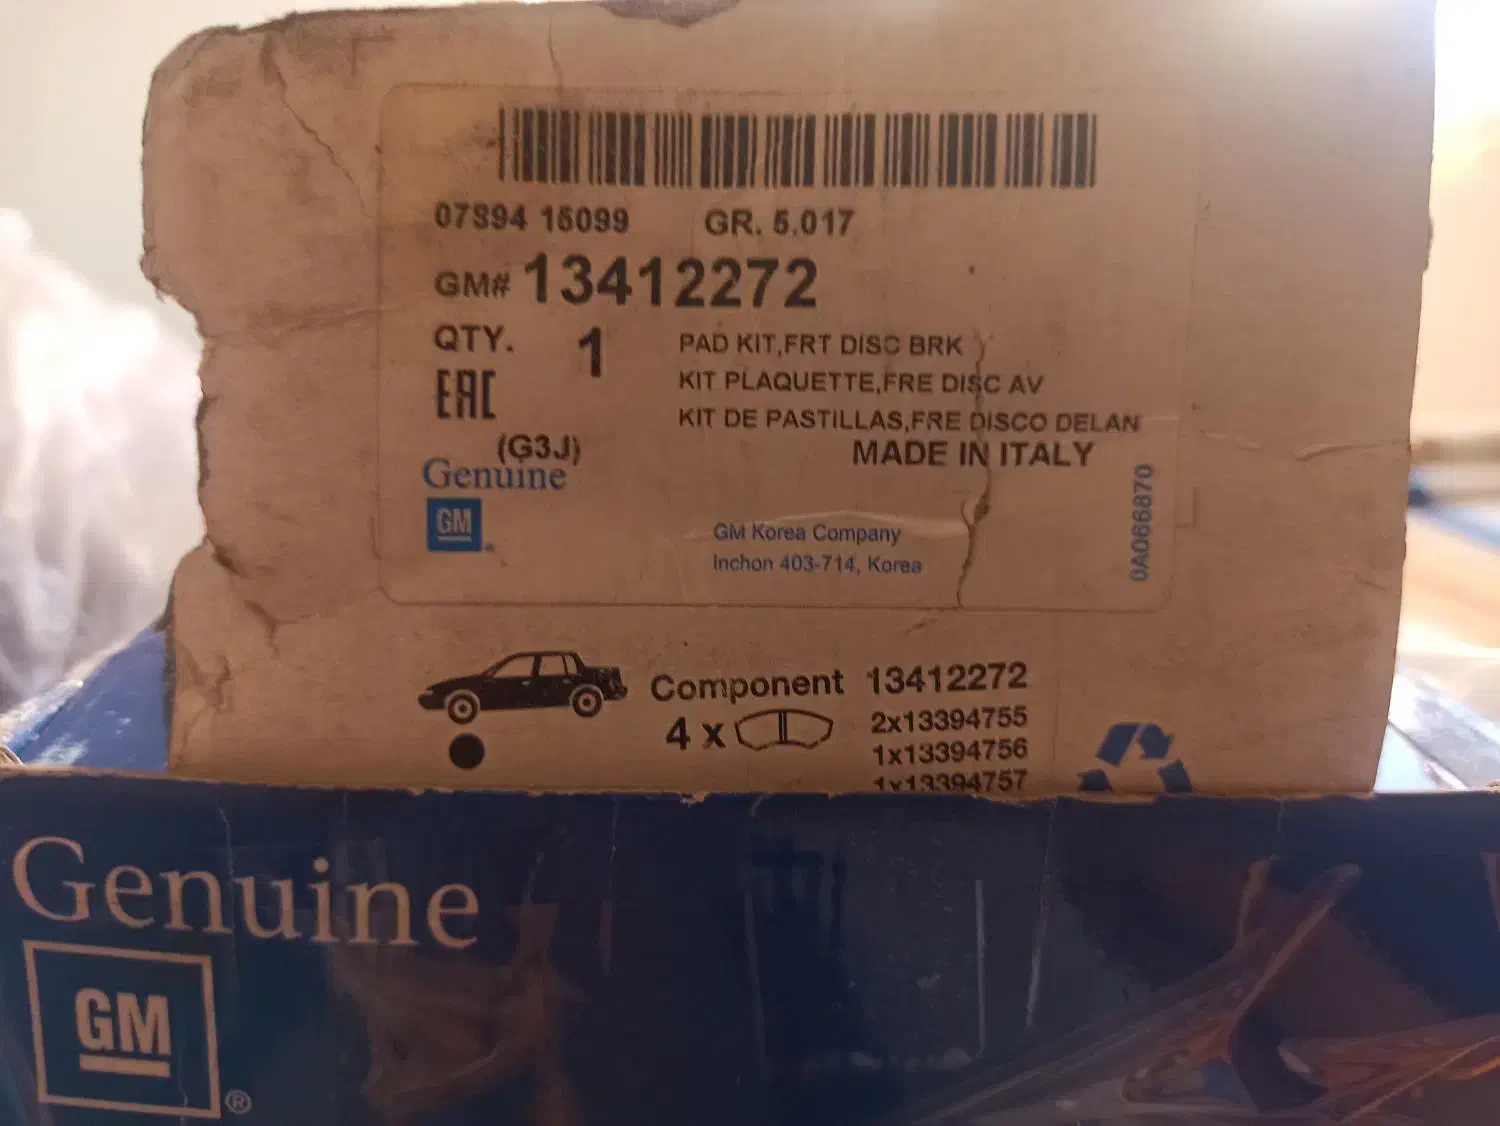 07S94 15099 GR. 5.017
GM# 13412272
QTY. 1
PAD KIT,FRT DISC BRK
EAC
KIT PLAQUETTE,FRE DISC AV
KIT DE PASTILLAS,FRE DISCO DELAN
(G3J)
MADE IN ITALY
Genuine
GM
GM Korea Company
Inchon 403-714, Korea
0A066870
Component 13412272
4 x
2x13394755
1x13394756
1x13394757
Genuine
GM
®